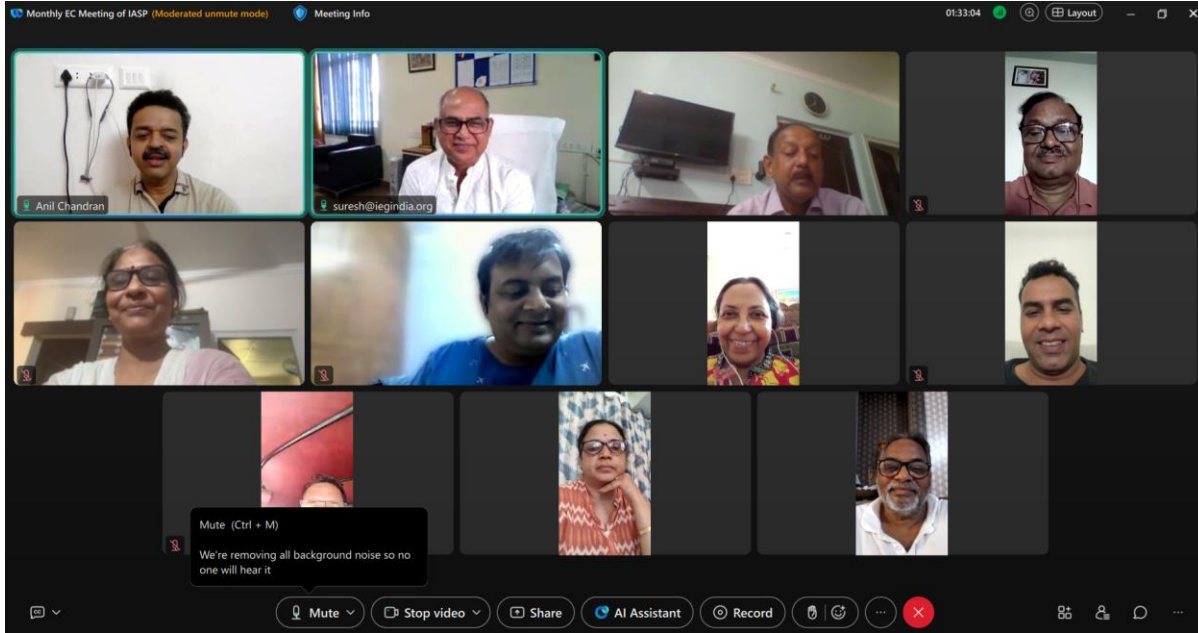 Monthly EC Meeting of IASP (Moderated unmute mode) Meeting Info 01:33:04 Layout
Anil Chandran
suresh@iegindia.org
Mute (Ctrl + M)
We're removing all background noise so no
one will hear it
Mute Stop video Share AI Assistant Record